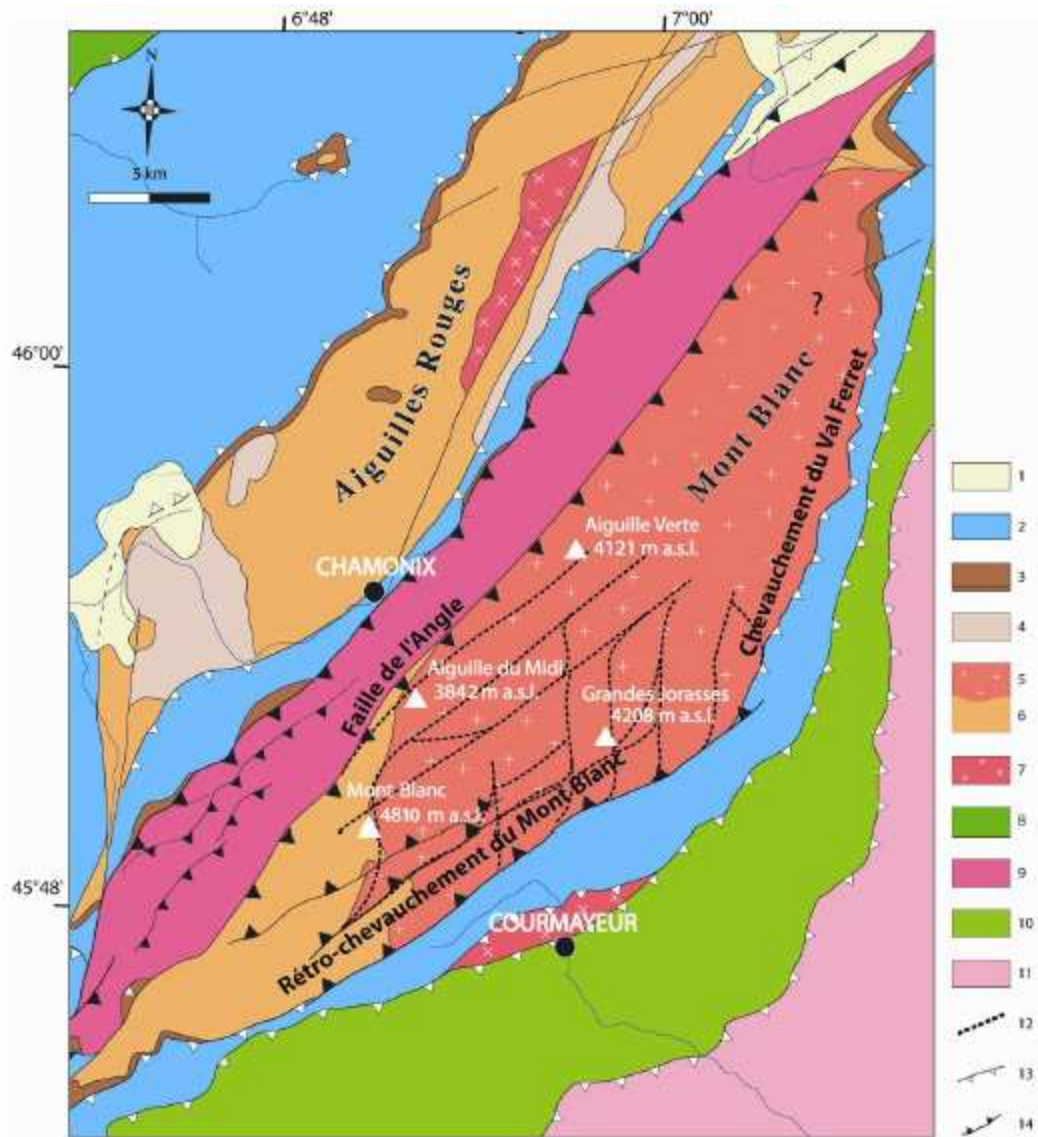 6°48'
7°00'
N
5 km
46°00'
45°48'
Aiguilles Rouges
Mont Blanc
?
Chevauchement du Val Ferret
Aiguille Verte
4121 m a.s.l.
CHAMONIX
Faille de l'Angle
Aiguille du Midi
3842 m a.s.l.
Grandes Jorasses
4208 m a.s.l.
Mont Blanc
4810 m a.s.l.
Rétro-chevauchement du Mont Blanc
COURMAYEUR
1
2
3
4
5
6
7
8
9
10
11
12
13
14